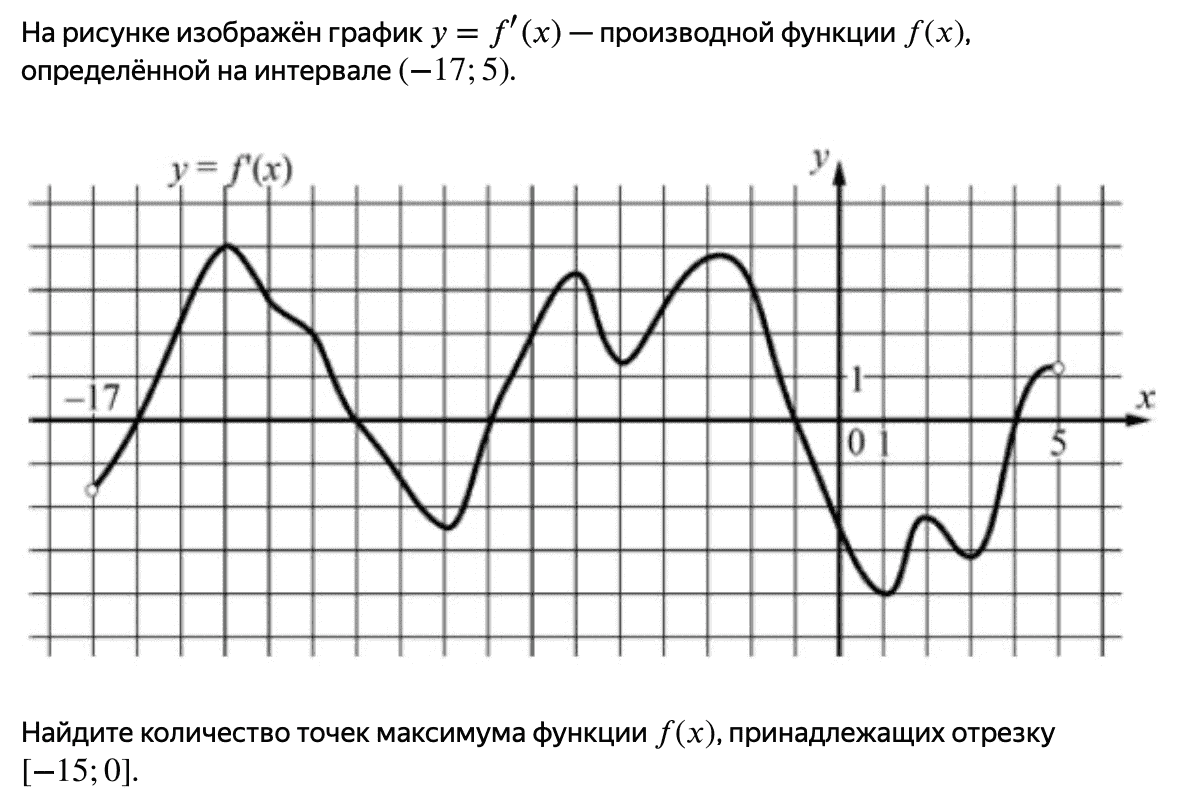 На рисунке изображён график y = f′(x) — производной функции f(x),
определённой на интервале (−17; 5).
y = f'(x)
y
−17
1
x
0 1
5
Найдите количество точек максимума функции f(x), принадлежащих отрезку
[−15; 0].